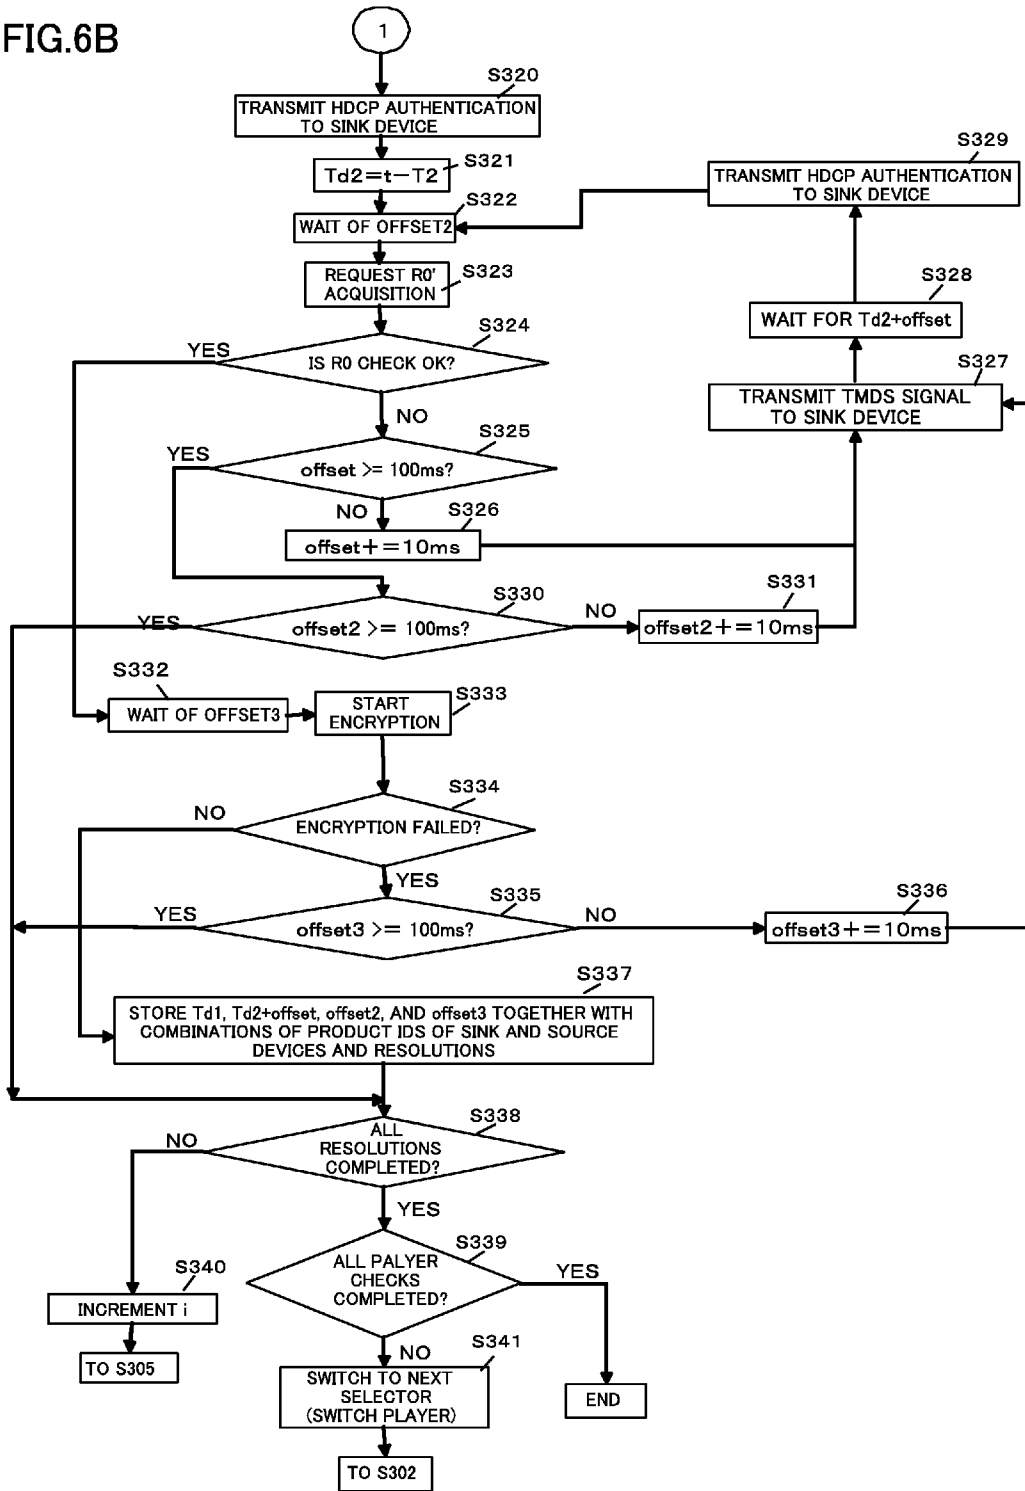 FIG.6B
1
S320
TRANSMIT HDCP AUTHENTICATION
TO SINK DEVICE
S321
Td2=t-T2
S322
WAIT OF OFFSET2
S323
REQUEST R0'
ACQUISITION
S324
YES
IS R0 CHECK OK?
NO
S325
YES
offset >= 100ms?
NO
S326
offset+=10ms
S329
TRANSMIT HDCP AUTHENTICATION
TO SINK DEVICE
S328
WAIT FOR Td2+offset
S327
TRANSMIT TMDS SIGNAL
TO SINK DEVICE
S330
YES
offset2 >= 100ms?
NO
S331
offset2+=10ms
S332
WAIT OF OFFSET3
S333
START
ENCRYPTION
S334
NO
ENCRYPTION FAILED?
YES
S335
YES
offset3 >= 100ms?
NO
S336
offset3+=10ms
S337
STORE Td1, Td2+offset, offset2, AND offset3 TOGETHER WITH
COMBINATIONS OF PRODUCT IDS OF SINK AND SOURCE
DEVICES AND RESOLUTIONS
S338
NO
ALL
RESOLUTIONS
COMPLETED?
YES
S339
ALL PALYER
CHECKS
COMPLETED?
YES
S340
INCREMENT i
TO S305
NO
S341
SWITCH TO NEXT
SELECTOR
(SWITCH PLAYER)
END
TO S302